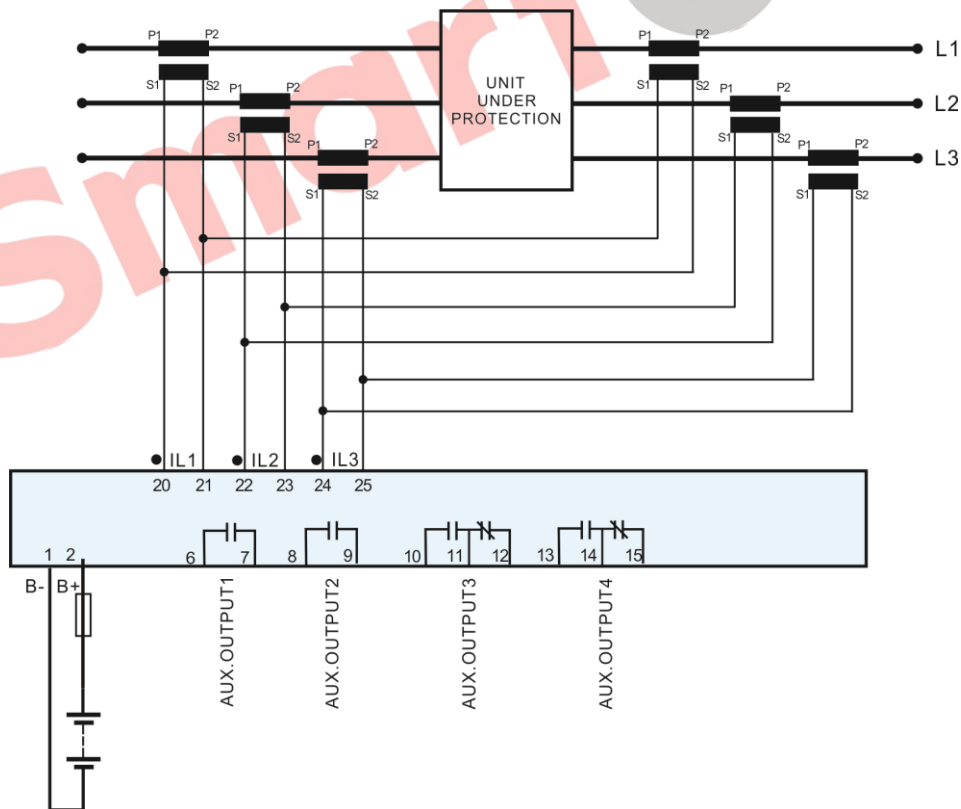 P1 P2 P1 P2 L1
S1 S2 UNIT S1 S2
P1 P2 UNDER P1 P2 L2
PROTECTION
S1 S2 S1 S2
P1 P2 P1 P2 L3
S1 S2 S1 S2
Smart
IL1 IL2 IL3
20 21 22 23 24 25
1 2 6 7 8 9 10 11 12 13 14 15
B- B+
AUX.OUTPUT1
AUX.OUTPUT2
AUX.OUTPUT3
AUX.OUTPUT4